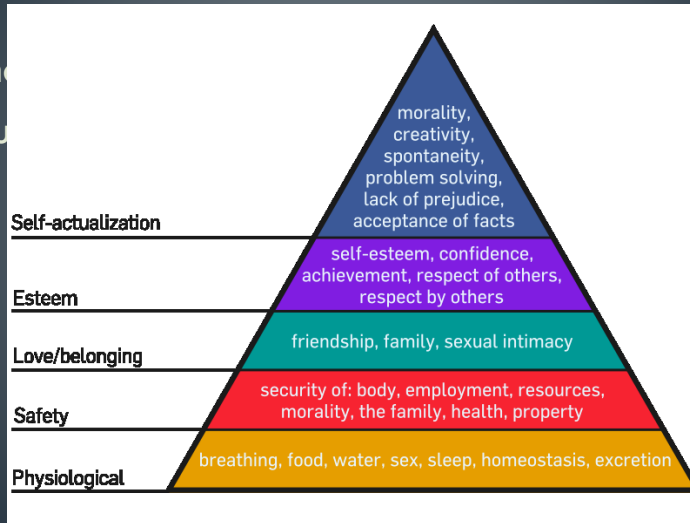 morality,
creativity,
spontaneity,
problem solving,
lack of prejudice,
acceptance of facts
Self-actualization
self-esteem, confidence,
achievement, respect of others,
respect by others
Esteem
friendship, family, sexual intimacy
Love/belonging
security of: body, employment, resources,
morality, the family, health, property
Safety
breathing, food, water, sex, sleep, homeostasis, excretion
Physiological